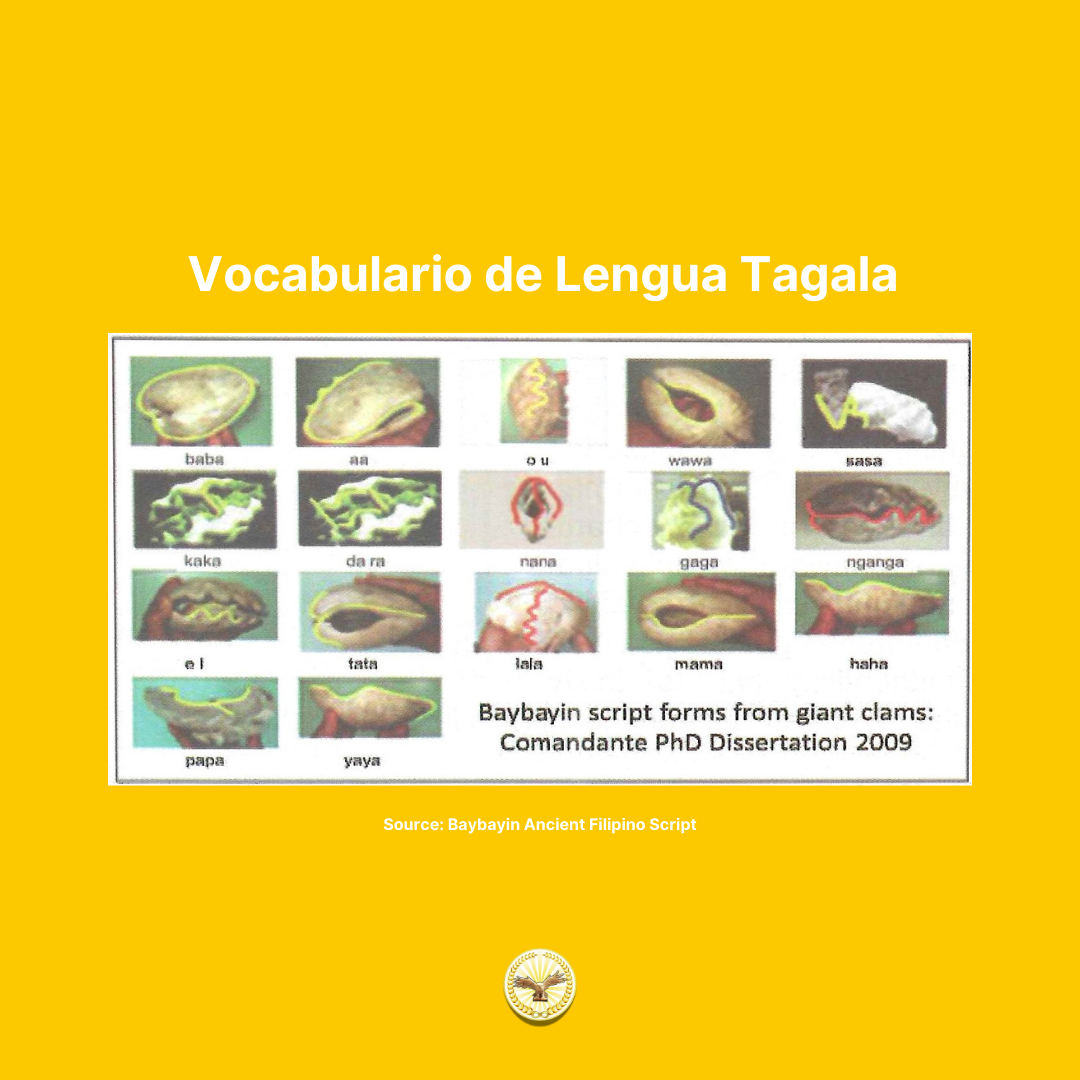 Vocabulario de Lengua Tagala
baba aa o u wawa sasa
kaka da ra nana gaga nganga
e I tata lala mama haha
papa yaya
Baybayin script forms from giant clams:
Comandante PhD Dissertation 2009
Source: Baybayin Ancient Filipino Script